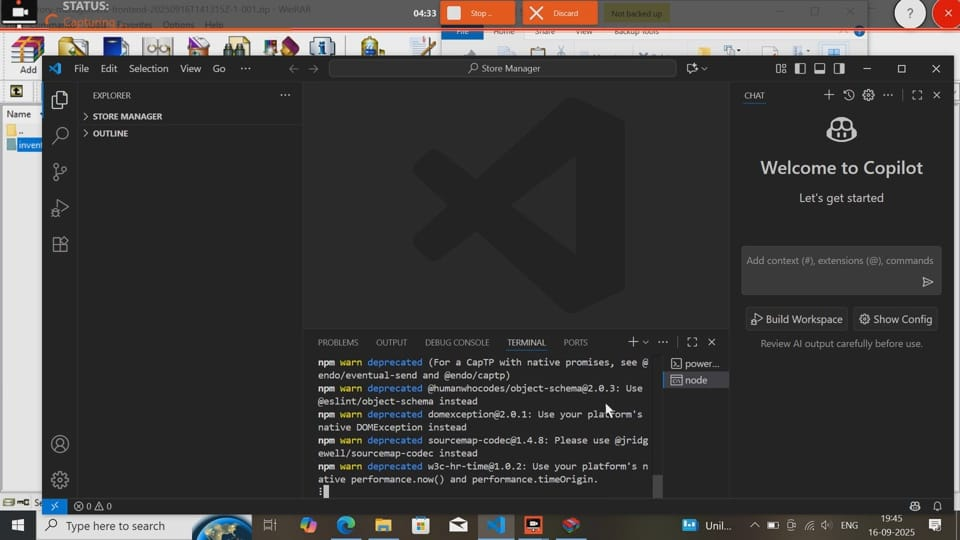 STATUS:
Capturing
04:33
Stop ..
Discard
Not backed up
?
frontend-20250916T141315Z-1-001.zip - WinRAR
Favorites Options Help
File Home Share View Backup Tools
Add
Name
..
invent
File Edit Selection View Go ···
Store Manager
EXPLORER
STORE MANAGER
OUTLINE
CHAT
Welcome to Copilot
Let's get started
Add context (#), extensions (@), commands
Build Workspace
Show Config
Review AI output carefully before use.
PROBLEMS OUTPUT DEBUG CONSOLE TERMINAL PORTS
npm warn deprecated (For a CapTP with native promises, see @
endo/eventual-send and @endo/captp)
npm warn deprecated @humanwhocodes/object-schema@2.0.3: Use
@eslint/object-schema instead
npm warn deprecated domexception@2.0.1: Use your platform's
native DOMException instead
npm warn deprecated sourcemap-codec@1.4.8: Please use @jridg
ewell/sourcemap-codec instead
npm warn deprecated w3c-hr-time@1.0.2: Use your platform's n
ative performance.now() and performance.timeOrigin.
power...
node
0 0
Type here to search
Unil...
ENG
19:45
16-09-2025